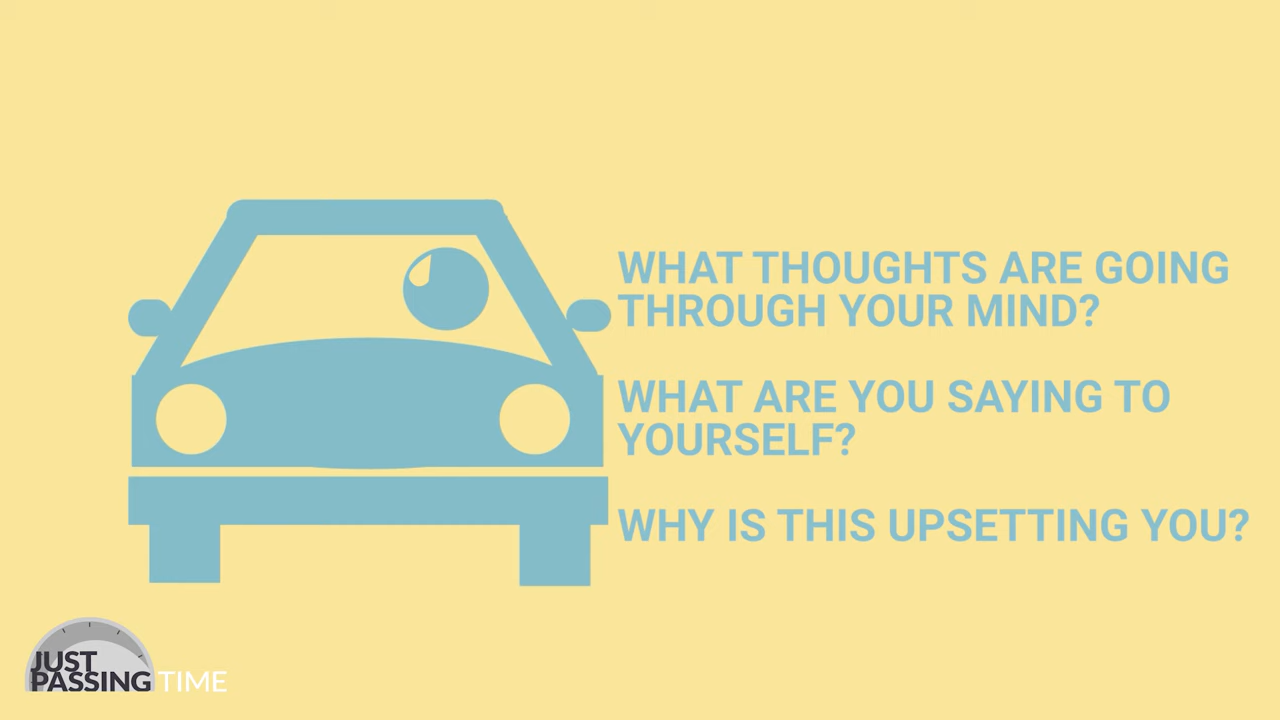 WHAT THOUGHTS ARE GOING
THROUGH YOUR MIND?
WHAT ARE YOU SAYING TO
YOURSELF?
WHY IS THIS UPSETTING YOU?
JUST
PASSING TIME